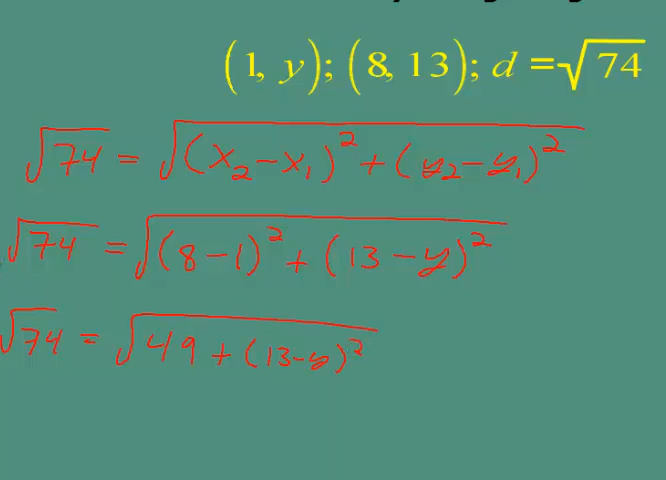 (1, y); (8, 13); d = √74
√74 = √(x₂ − x₁)² + (y₂ − y₁)²
√74 = √(8 − 1)² + (13 − y)²
√74 = √49 + (13 − y)²